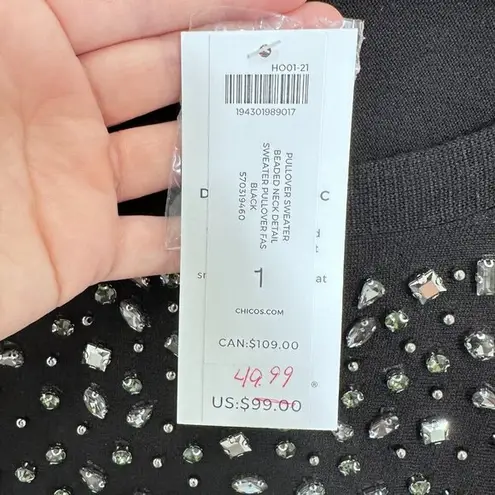 HO01-21
194301989017
PULLOVER SWEATER
BEADED NECK DETAIL
SWEATER PULLOVER FAS
BLACK
570319460
1
CHICOS.COM
CAN:$109.00
49.99
®
US:$99.00